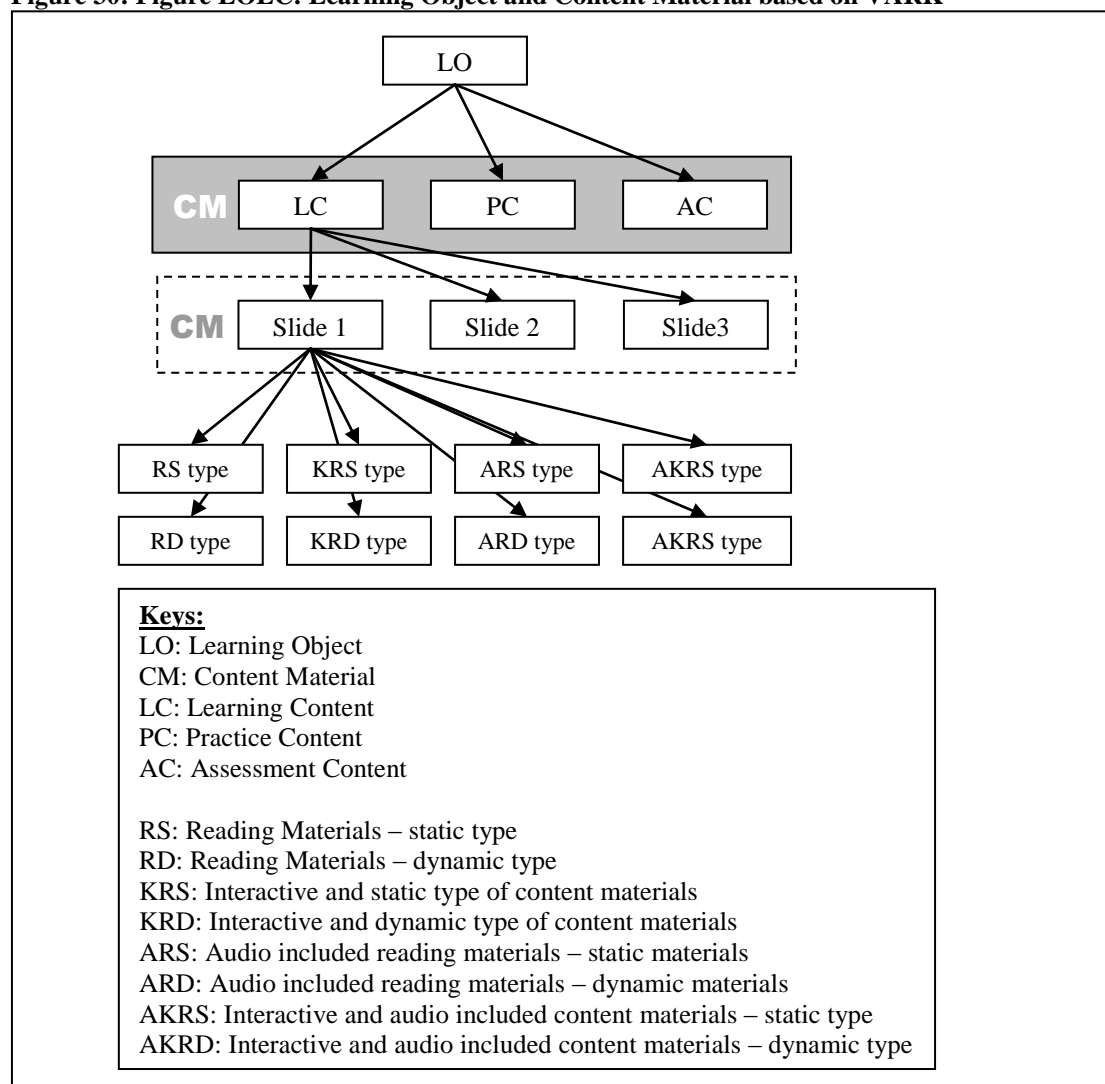 Figure 30: Figure LOLC: Learning Object and Content Material based on VARK
LO
CM
LC
PC
AC
CM
Slide 1
Slide 2
Slide3
RS type
KRS type
ARS type
AKRS type
RD type
KRD type
ARD type
AKRS type
Keys:
LO: Learning Object
CM: Content Material
LC: Learning Content
PC: Practice Content
AC: Assessment Content
RS: Reading Materials – static type
RD: Reading Materials – dynamic type
KRS: Interactive and static type of content materials
KRD: Interactive and dynamic type of content materials
ARS: Audio included reading materials – static materials
ARD: Audio included reading materials – dynamic materials
AKRS: Interactive and audio included content materials – static type
AKRD: Interactive and audio included content materials – dynamic type